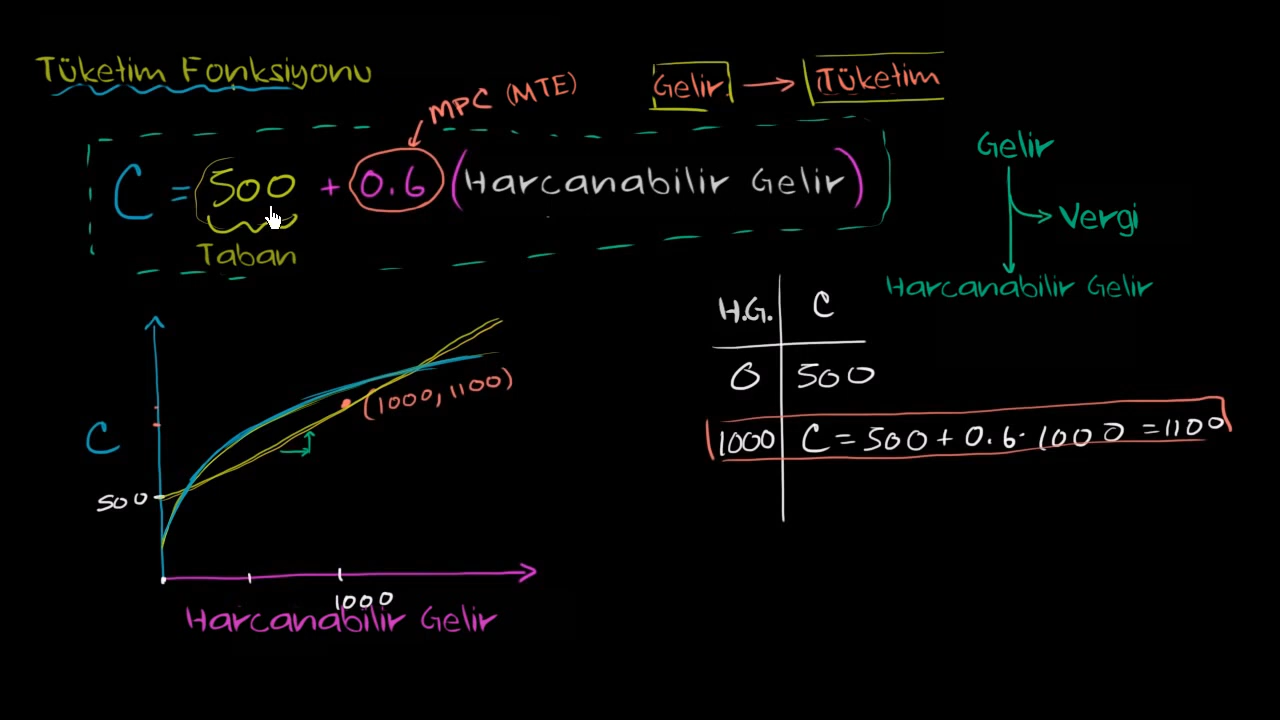 Tüketim Fonksiyonu
MPC (MTE)
Gelir → Tüketim
C = 500 + 0.6 (Harcanabilir Gelir)
Taban
Gelir
Vergi
Harcanabilir Gelir
H.G. C
0 500
1000 C = 500 + 0.6 · 1000 = 1100
C
500
(1000, 1100)
1000
Harcanabilir Gelir